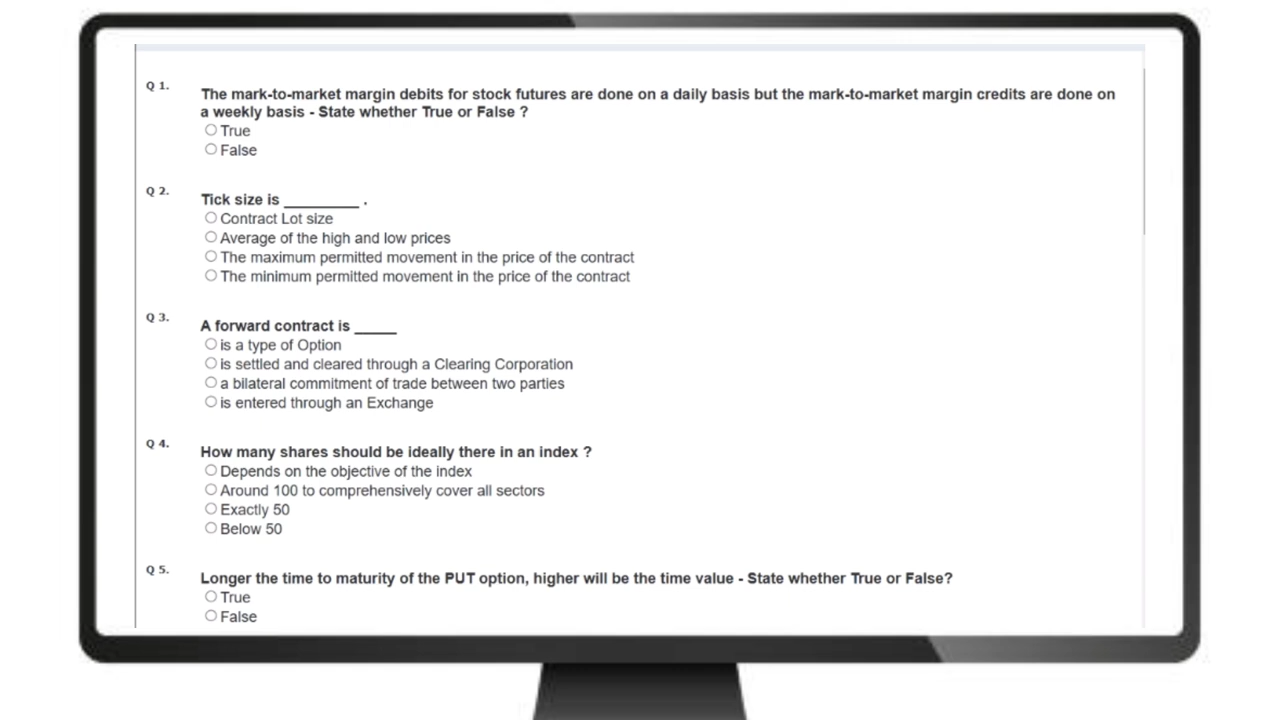 Q 1.
The mark-to-market margin debits for stock futures are done on a daily basis but the mark-to-market margin credits are done on
a weekly basis - State whether True or False ?
True
False
Q 2.
Tick size is _________ .
Contract Lot size
Average of the high and low prices
The maximum permitted movement in the price of the contract
The minimum permitted movement in the price of the contract
Q 3.
A forward contract is _____
is a type of Option
is settled and cleared through a Clearing Corporation
a bilateral commitment of trade between two parties
is entered through an Exchange
Q 4.
How many shares should be ideally there in an index ?
Depends on the objective of the index
Around 100 to comprehensively cover all sectors
Exactly 50
Below 50
Q 5.
Longer the time to maturity of the PUT option, higher will be the time value - State whether True or False?
True
False